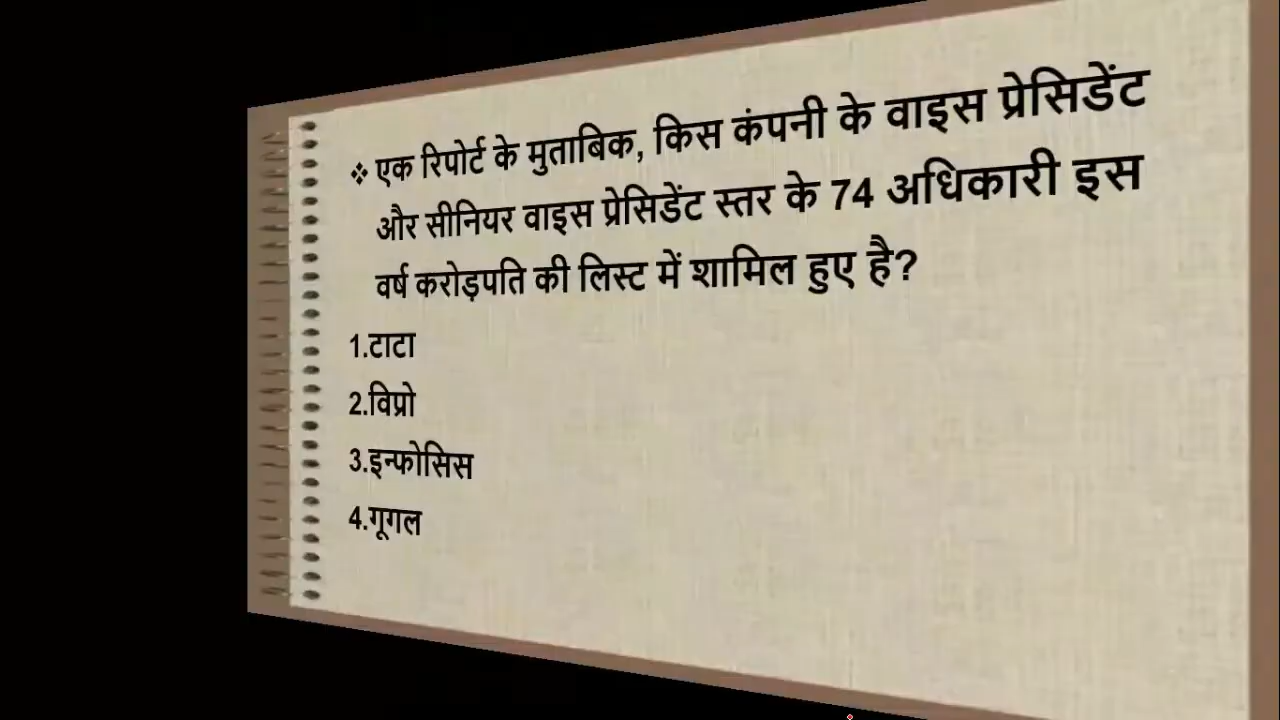 ❖ एक रिपोर्ट के मुताबिक, किस कंपनी के वाइस प्रेसिडेंट
और सीनियर वाइस प्रेसिडेंट स्तर के 74 अधिकारी इस
वर्ष करोड़पति की लिस्ट में शामिल हुए है?
1.टाटा
2.विप्रो
3.इन्फोसिस
4.गूगल